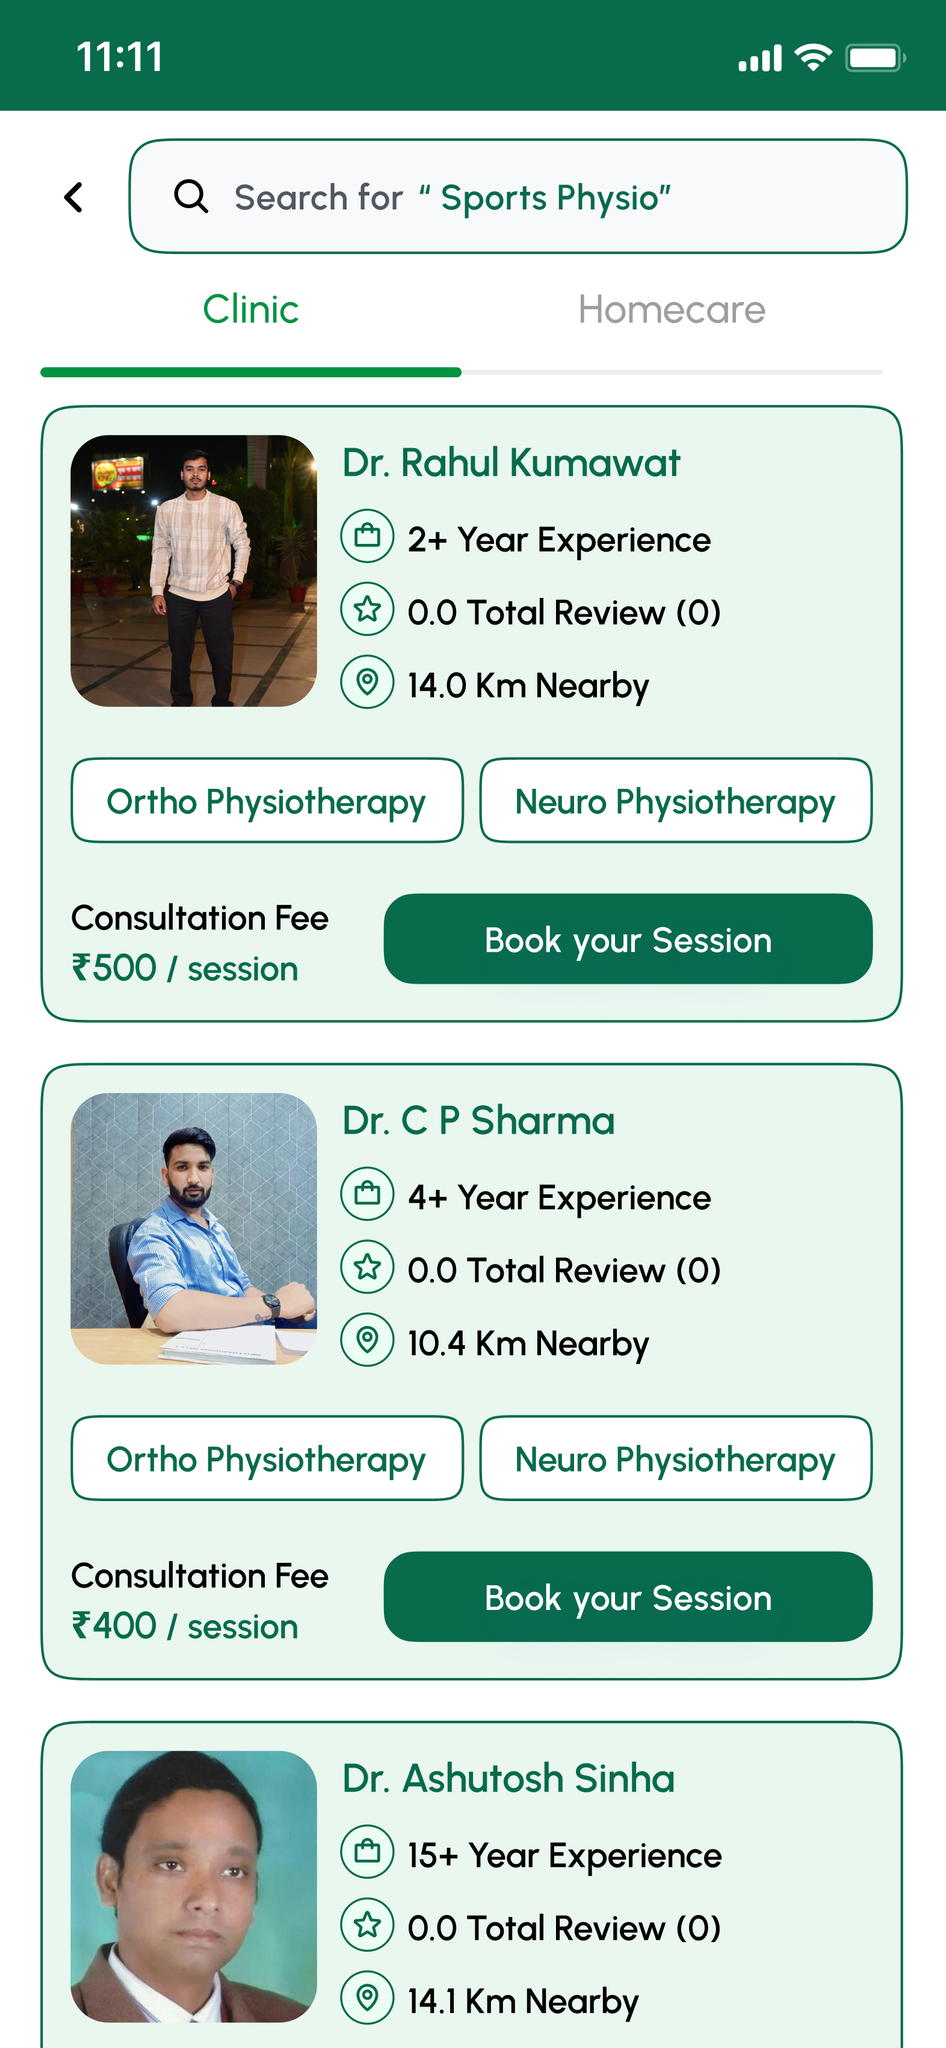 11:11
Search for “ Sports Physio”
Clinic
Homecare
Dr. Rahul Kumawat
2+ Year Experience
0.0 Total Review (0)
14.0 Km Nearby
Ortho Physiotherapy
Neuro Physiotherapy
Consultation Fee
₹500 / session
Book your Session
Dr. C P Sharma
4+ Year Experience
0.0 Total Review (0)
10.4 Km Nearby
Ortho Physiotherapy
Neuro Physiotherapy
Consultation Fee
₹400 / session
Book your Session
Dr. Ashutosh Sinha
15+ Year Experience
0.0 Total Review (0)
14.1 Km Nearby